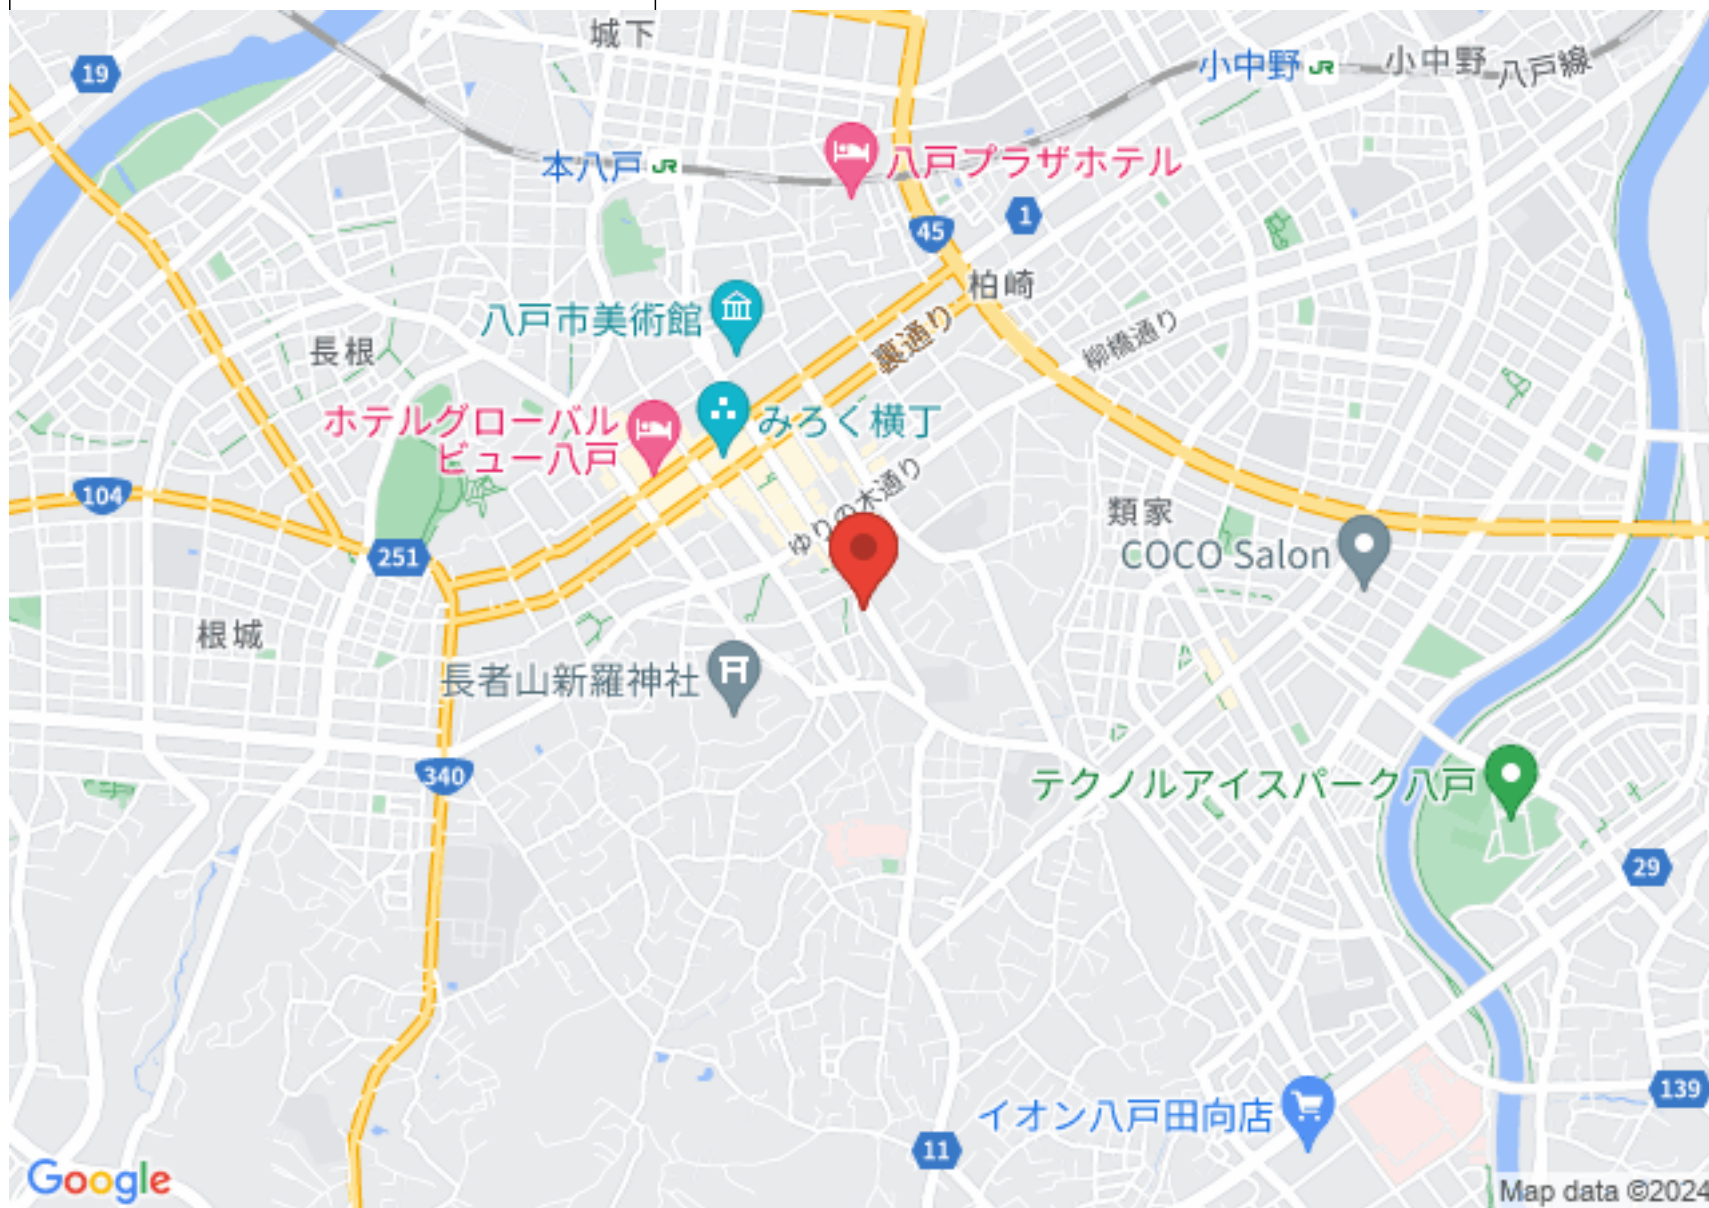 城下
19
小中野
JR
小中野
八戸線
本八戸
JR
八戸プラザホテル
45
1
柏崎
八戸市美術館
裏通り
柳橋通り
長根
ホテルグローバル
ビュー八戸
みろく横丁
ゆりの木通り
104
類家
251
COCO Salon
根城
長者山新羅神社
340
テクノルアイスパーク八戸
29
139
イオン八戸田向店
11
Google
Map data ©2024